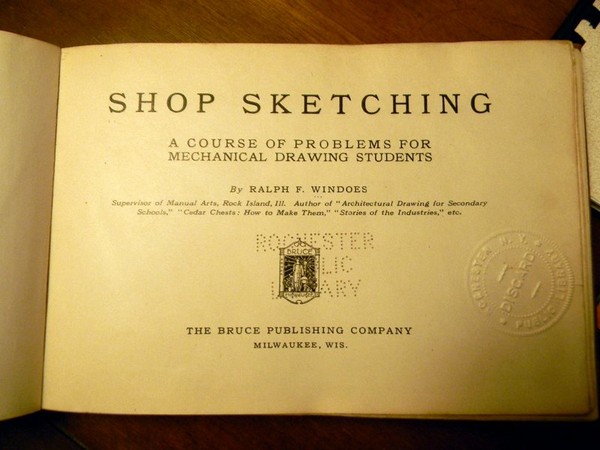 SHOP SKETCHING
A COURSE OF PROBLEMS FOR
MECHANICAL DRAWING STUDENTS
By RALPH F. WINDOES
Supervisor of Manual Arts, Rock Island, Ill. Author of "Architectural Drawing for Secondary
Schools," "Cedar Chests: How to Make Them," "Stories of the Industries," etc.
ROCHESTER
LIC
BRUCE
L ARY
THE BRUCE PUBLISHING COMPANY
MILWAUKEE, WIS.
DISCARD
PUBLIC